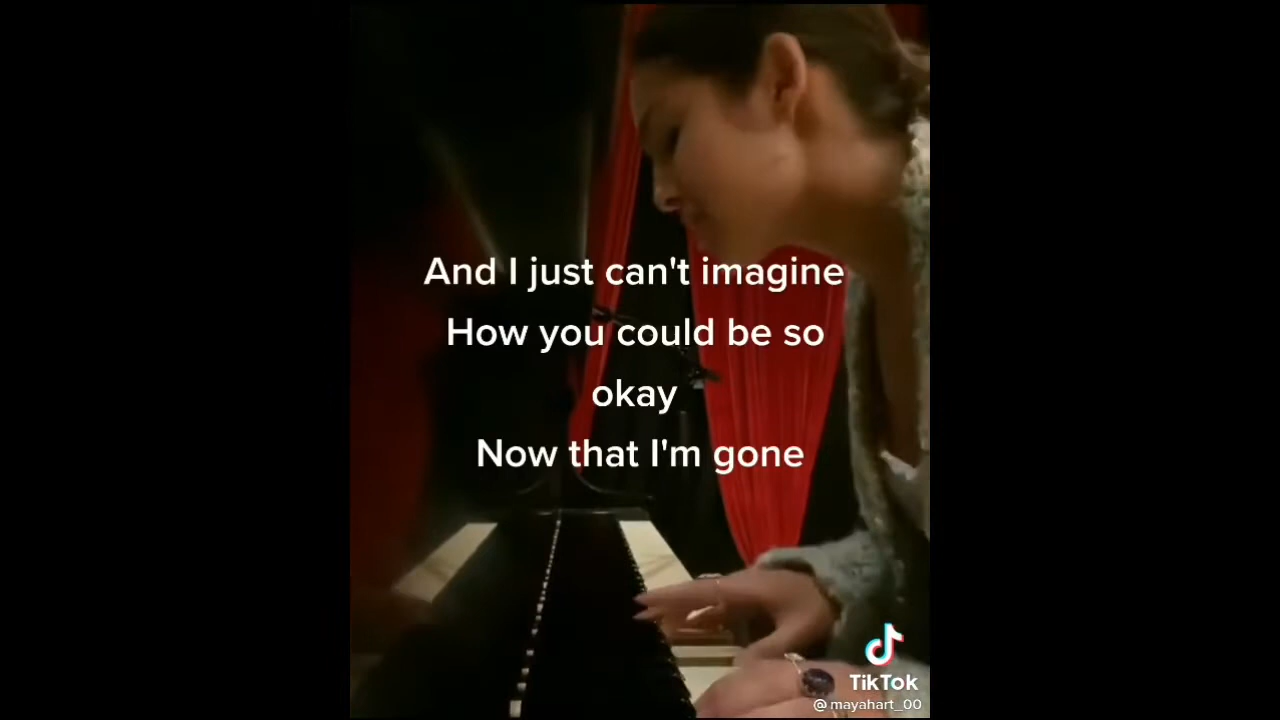 And I just can't imagine
How you could be so
okay
Now that I'm gone
TikTok
@mayahart_00